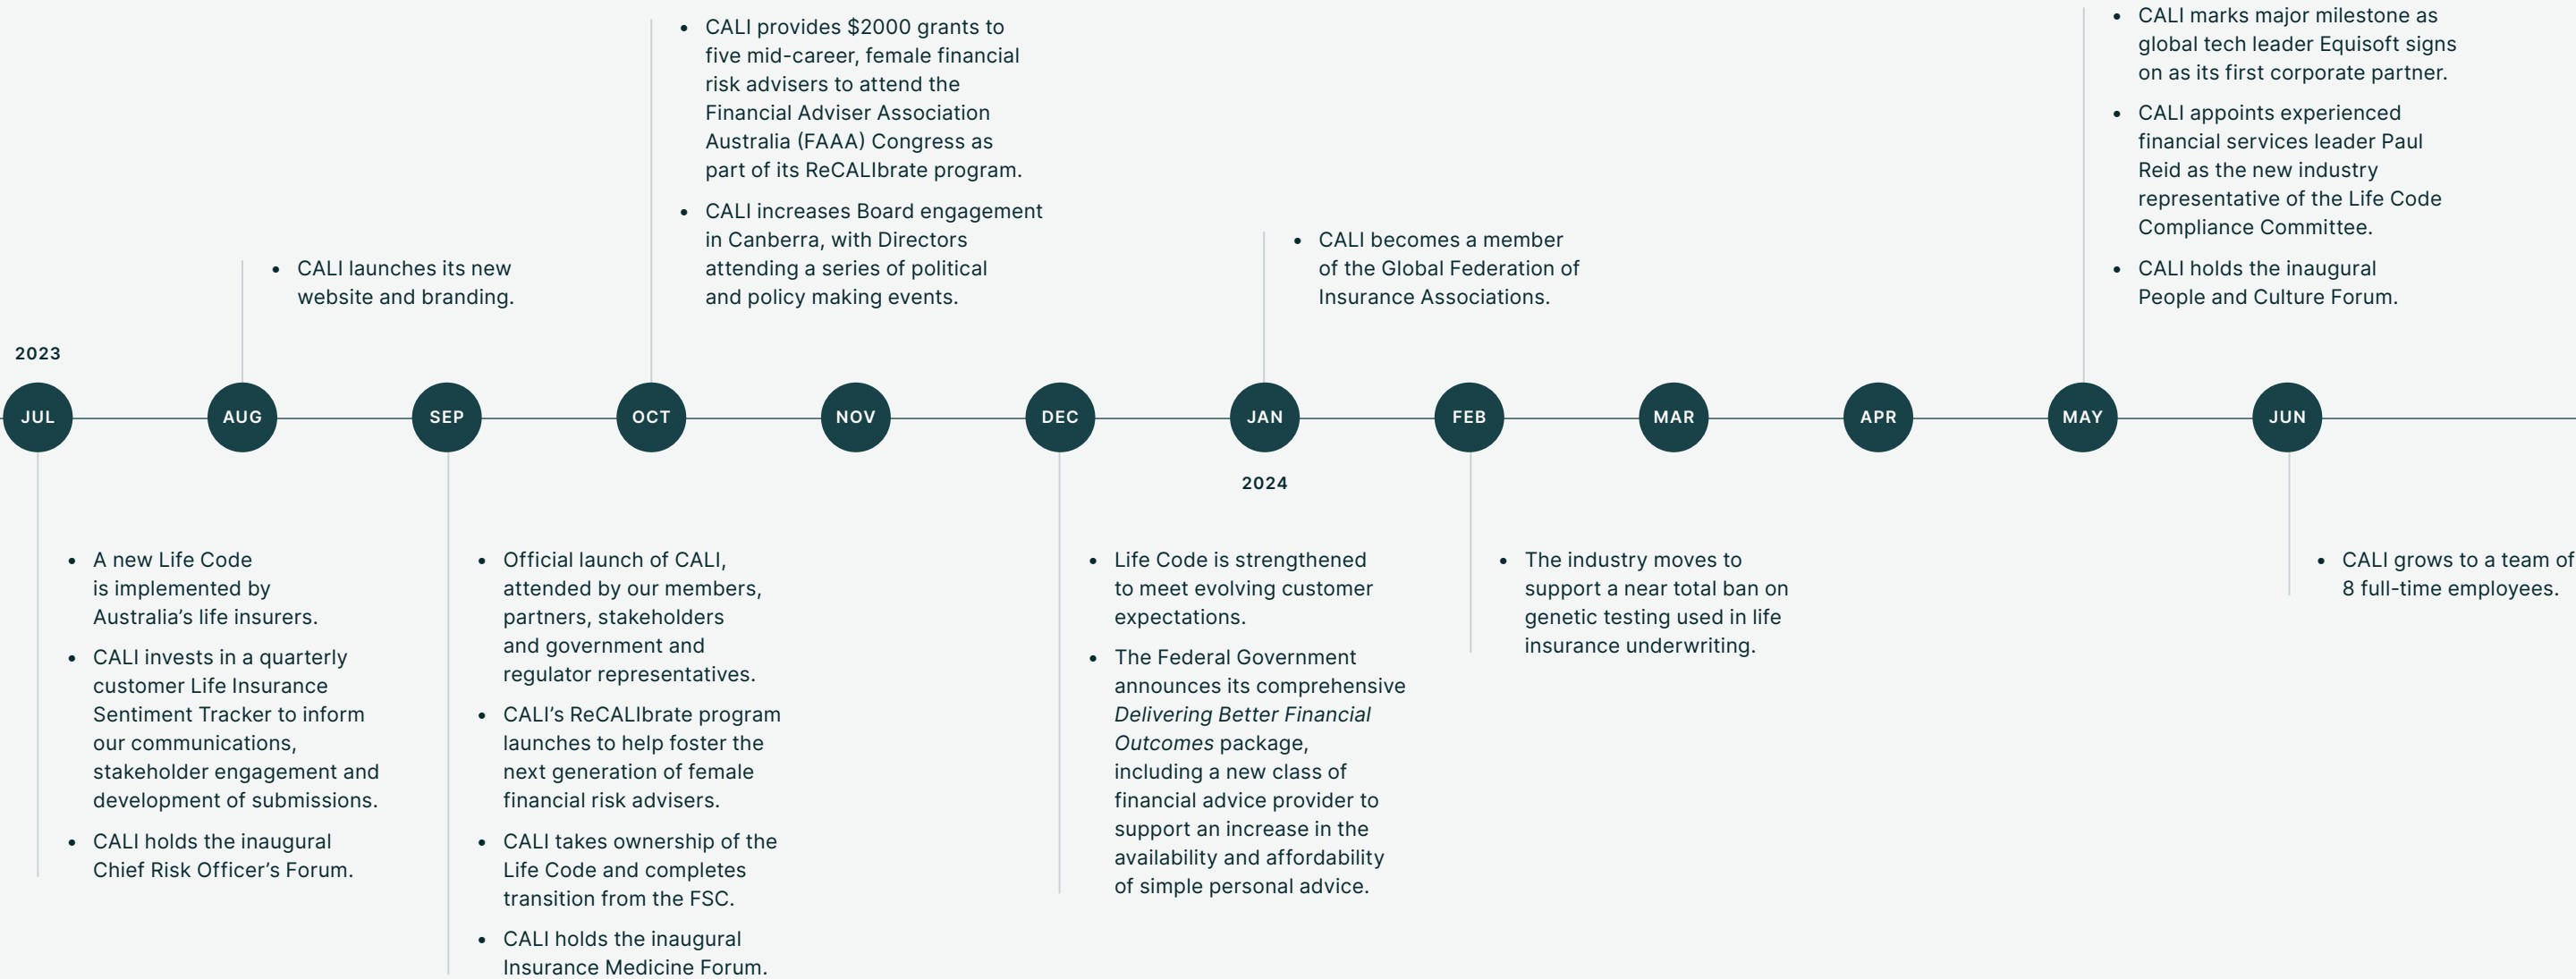 • CALI provides $2000 grants to
five mid-career, female financial
risk advisers to attend the
Financial Adviser Association
Australia (FAAA) Congress as
part of its ReCALIbrate program.
• CALI increases Board engagement
in Canberra, with Directors
attending a series of political
and policy making events.
• CALI marks major milestone as
global tech leader Equisoft signs
on as its first corporate partner.
• CALI appoints experienced
financial services leader Paul
Reid as the new industry
representative of the Life Code
Compliance Committee.
• CALI holds the inaugural
People and Culture Forum.
• CALI launches its new
website and branding.
• CALI becomes a member
of the Global Federation of
Insurance Associations.
2023
JUL
AUG
SEP
OCT
NOV
DEC
JAN
FEB
MAR
APR
MAY
JUN
2024
• A new Life Code
is implemented by
Australia’s life insurers.
• CALI invests in a quarterly
customer Life Insurance
Sentiment Tracker to inform
our communications,
stakeholder engagement and
development of submissions.
• CALI holds the inaugural
Chief Risk Officer’s Forum.
• Official launch of CALI,
attended by our members,
partners, stakeholders
and government and
regulator representatives.
• CALI’s ReCALIbrate program
launches to help foster the
next generation of female
financial risk advisers.
• CALI takes ownership of the
Life Code and completes
transition from the FSC.
• CALI holds the inaugural
Insurance Medicine Forum.
• Life Code is strengthened
to meet evolving customer
expectations.
• The Federal Government
announces its comprehensive
Delivering Better Financial
Outcomes package,
including a new class of
financial advice provider to
support an increase in the
availability and affordability
of simple personal advice.
• The industry moves to
support a near total ban on
genetic testing used in life
insurance underwriting.
• CALI grows to a team of
8 full-time employees.